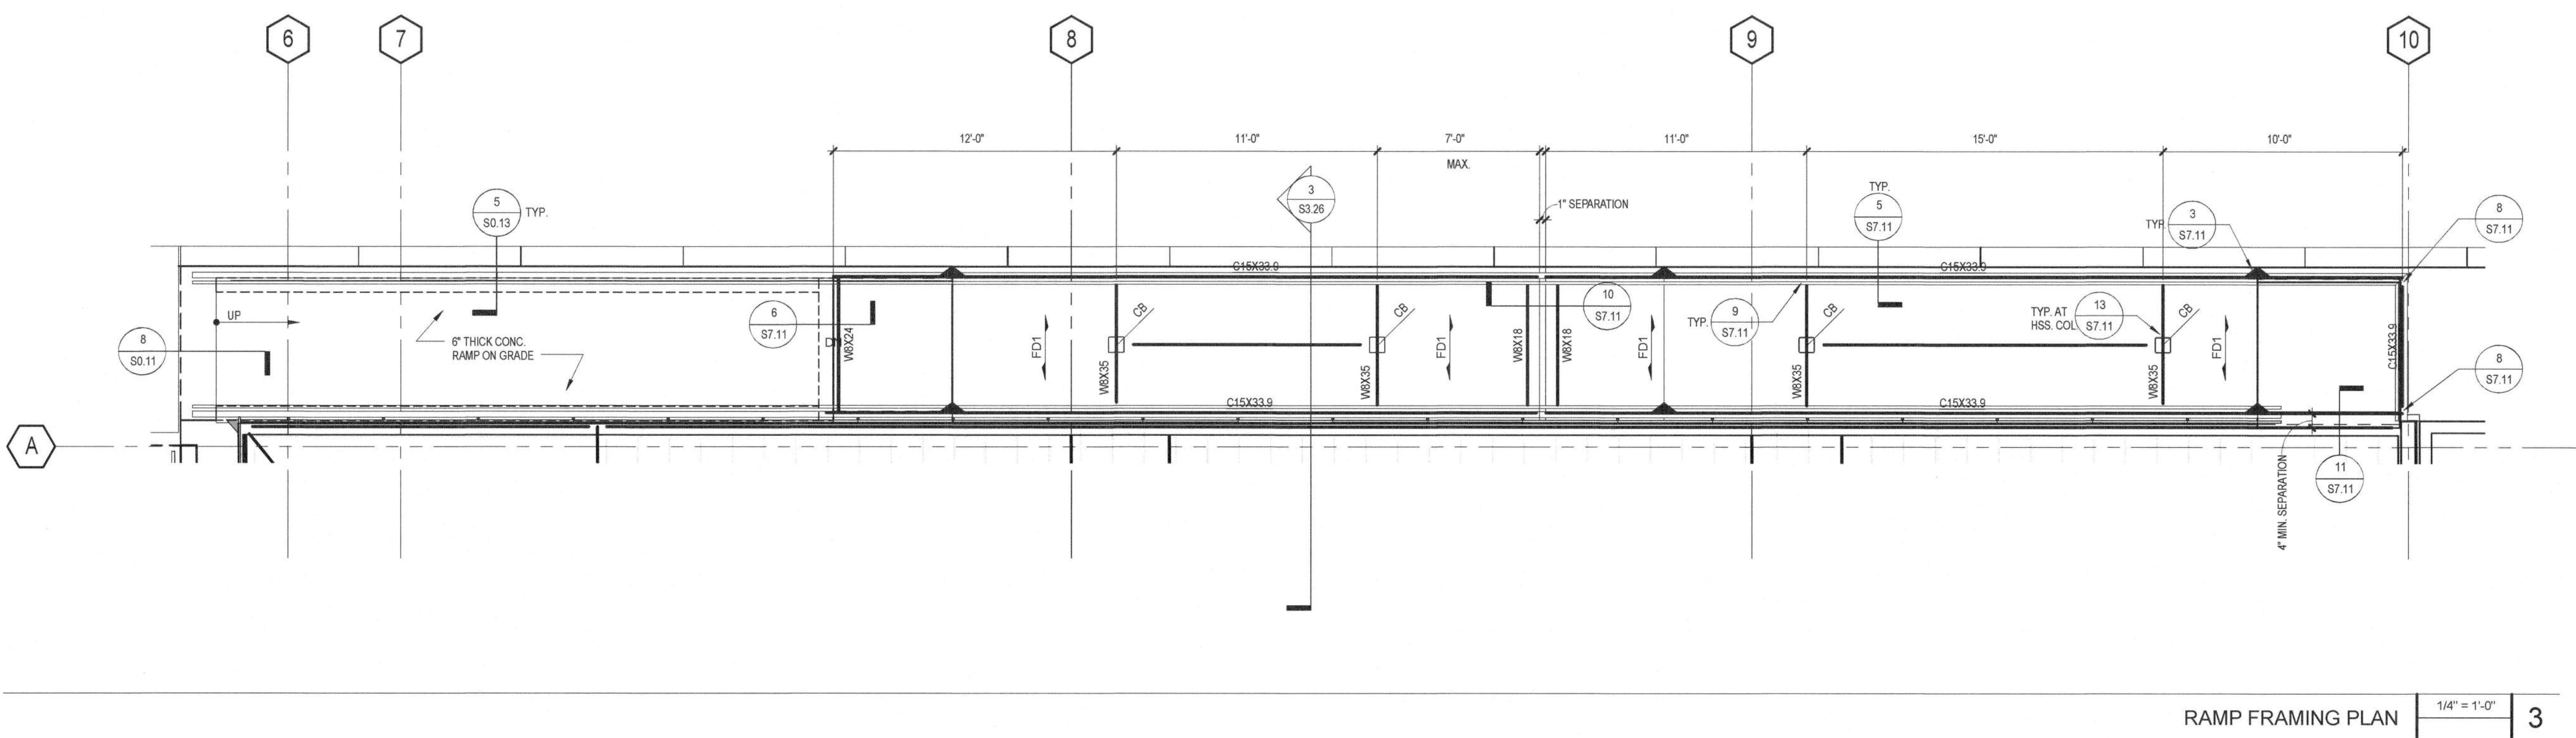 6
7
8
9
10
12'-0"
11'-0"
7'-0"
MAX.
11'-0"
15'-0"
10'-0"
5
S0.13
TYP.
3
S3.26
1" SEPARATION
TYP.
5
S7.11
TYP.
3
S7.11
8
S7.11
C15X33.9
C15X33.9
UP
6" THICK CONC.
RAMP ON GRADE
8
S0.11
6
S7.11
W8X24
FD1
CB
W8X35
CB
W8X35
FD1
10
S7.11
W8X18
W8X18
FD1
TYP.
9
S7.11
CB
W8X35
TYP. AT
HSS. COL
13
S7.11
CB
W8X35
FD1
C15X33.9
8
S7.11
C15X33.9
C15X33.9
A
4" MIN. SEPARATION
11
S7.11
RAMP FRAMING PLAN
1/4" = 1'-0"
3